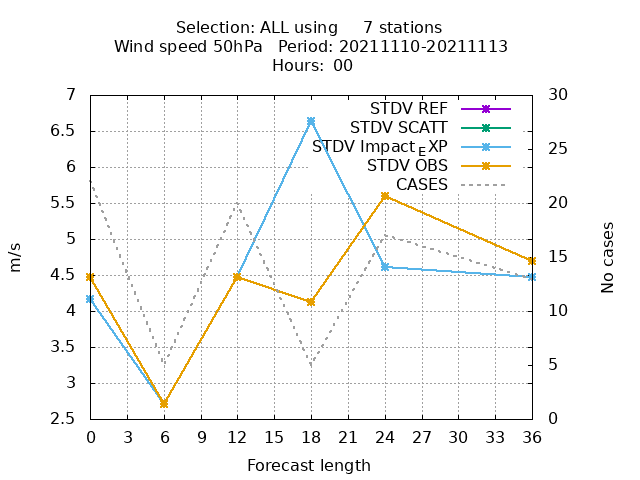 Selection: ALL using 7 stations
Wind speed 50hPa Period: 20211110-20211113
Hours: 00
7
6.5
6
5.5
5
4.5
4
3.5
3
2.5
m/s
STDV REF
STDV SCATT
STDV Impact_EXP
STDV OBS
CASES
30
25
20
15
10
5
0
No cases
0 3 6 9 12 15 18 21 24 27 30 33 36
Forecast length